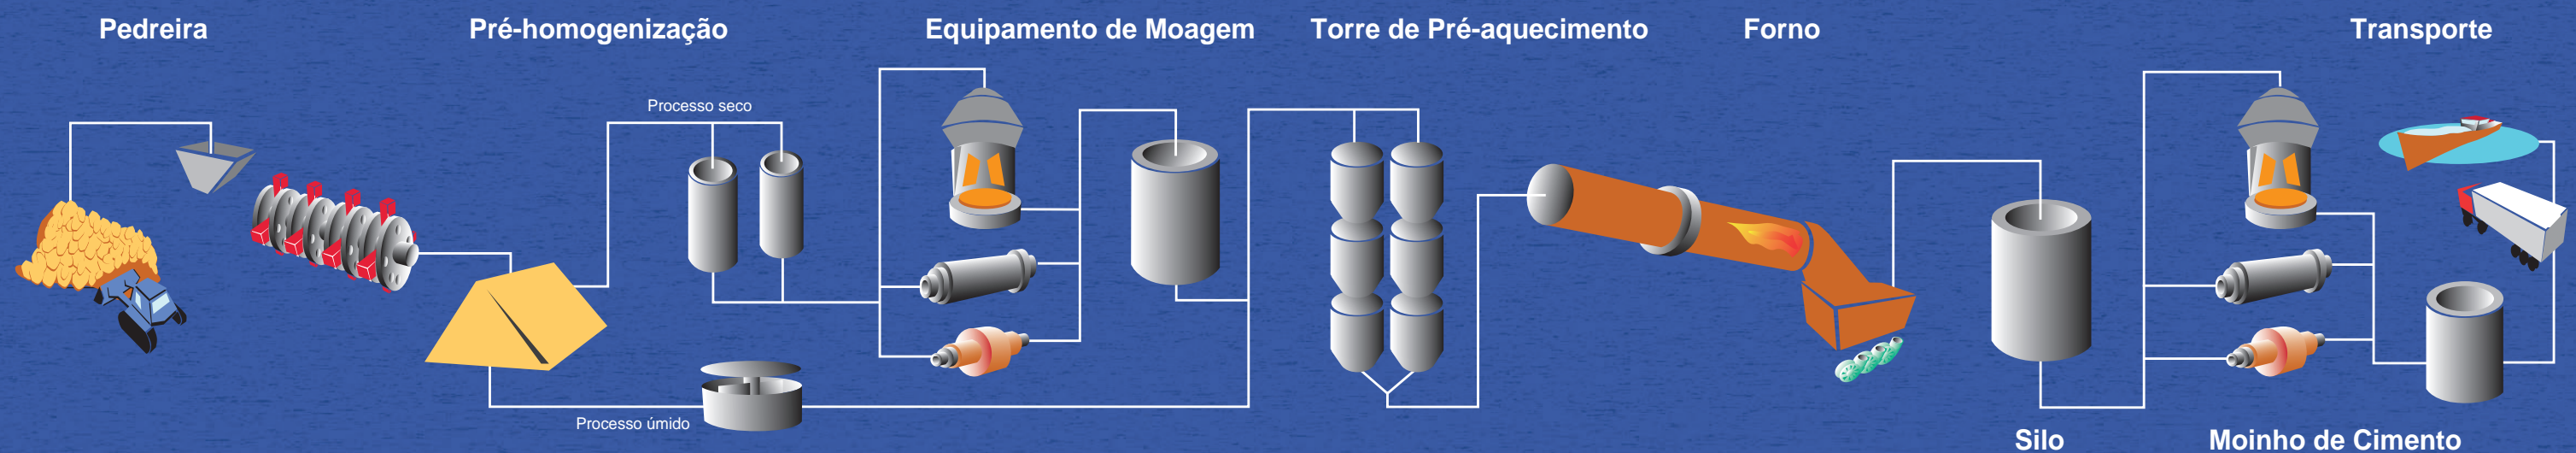 Pedreira
Pré-homogenização
Equipamento de Moagem
Torre de Pré-aquecimento
Forno
Transporte
Processo seco
Processo úmido
Silo
Moinho de Cimento